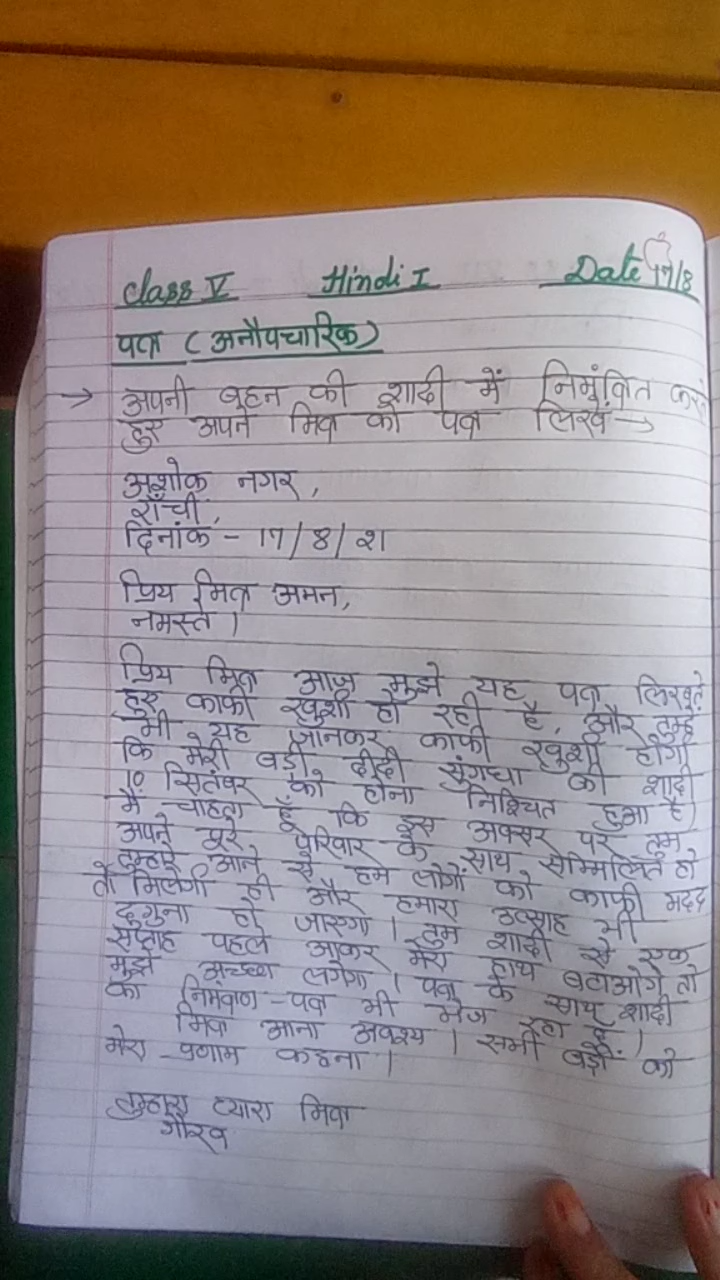 Class V Hindi I Date 17/8
पत्र (अनौपचारिक)
→ अपनी बहन की शादी में निमंत्रित करते
हुए अपने मित्र को पत्र लिखें →
अशोक नगर,
राँची,
दिनांक - 17/8/21
प्रिय मित्र अमन,
नमस्ते ।
प्रिय मित्र आज मुझे यह पत्र लिखते
हुए काफी खुशी हो रही है, और तुम्हें
भी यह जानकर काफी खुशी होगी
कि मेरी बड़ी दीदी सुंगधा की शादी
10 सितंबर को होना निश्चित हुआ है।
मैं चाहता हूँ कि इस अवसर पर तुम
अपने पूरे परिवार के साथ सम्मिलित हो
तुम्हारे आने से हम लोगों को काफी मदद
तो मिलेगी ही और हमारा उत्साह भी
दुगुना हो जाएगा । तुम शादी से एक
सप्ताह पहले आकर मेरा हाथ बटाओगे तो
मुझे अच्छा लगेगा । पत्र के साथ शादी
का निमंत्रण-पत्र भी भेज रहा हूँ ।
मित्र आना अवश्य । सभी बड़ों को
मेरा प्रणाम कहना ।
तुम्हारा प्यारा मित्र
गौरव